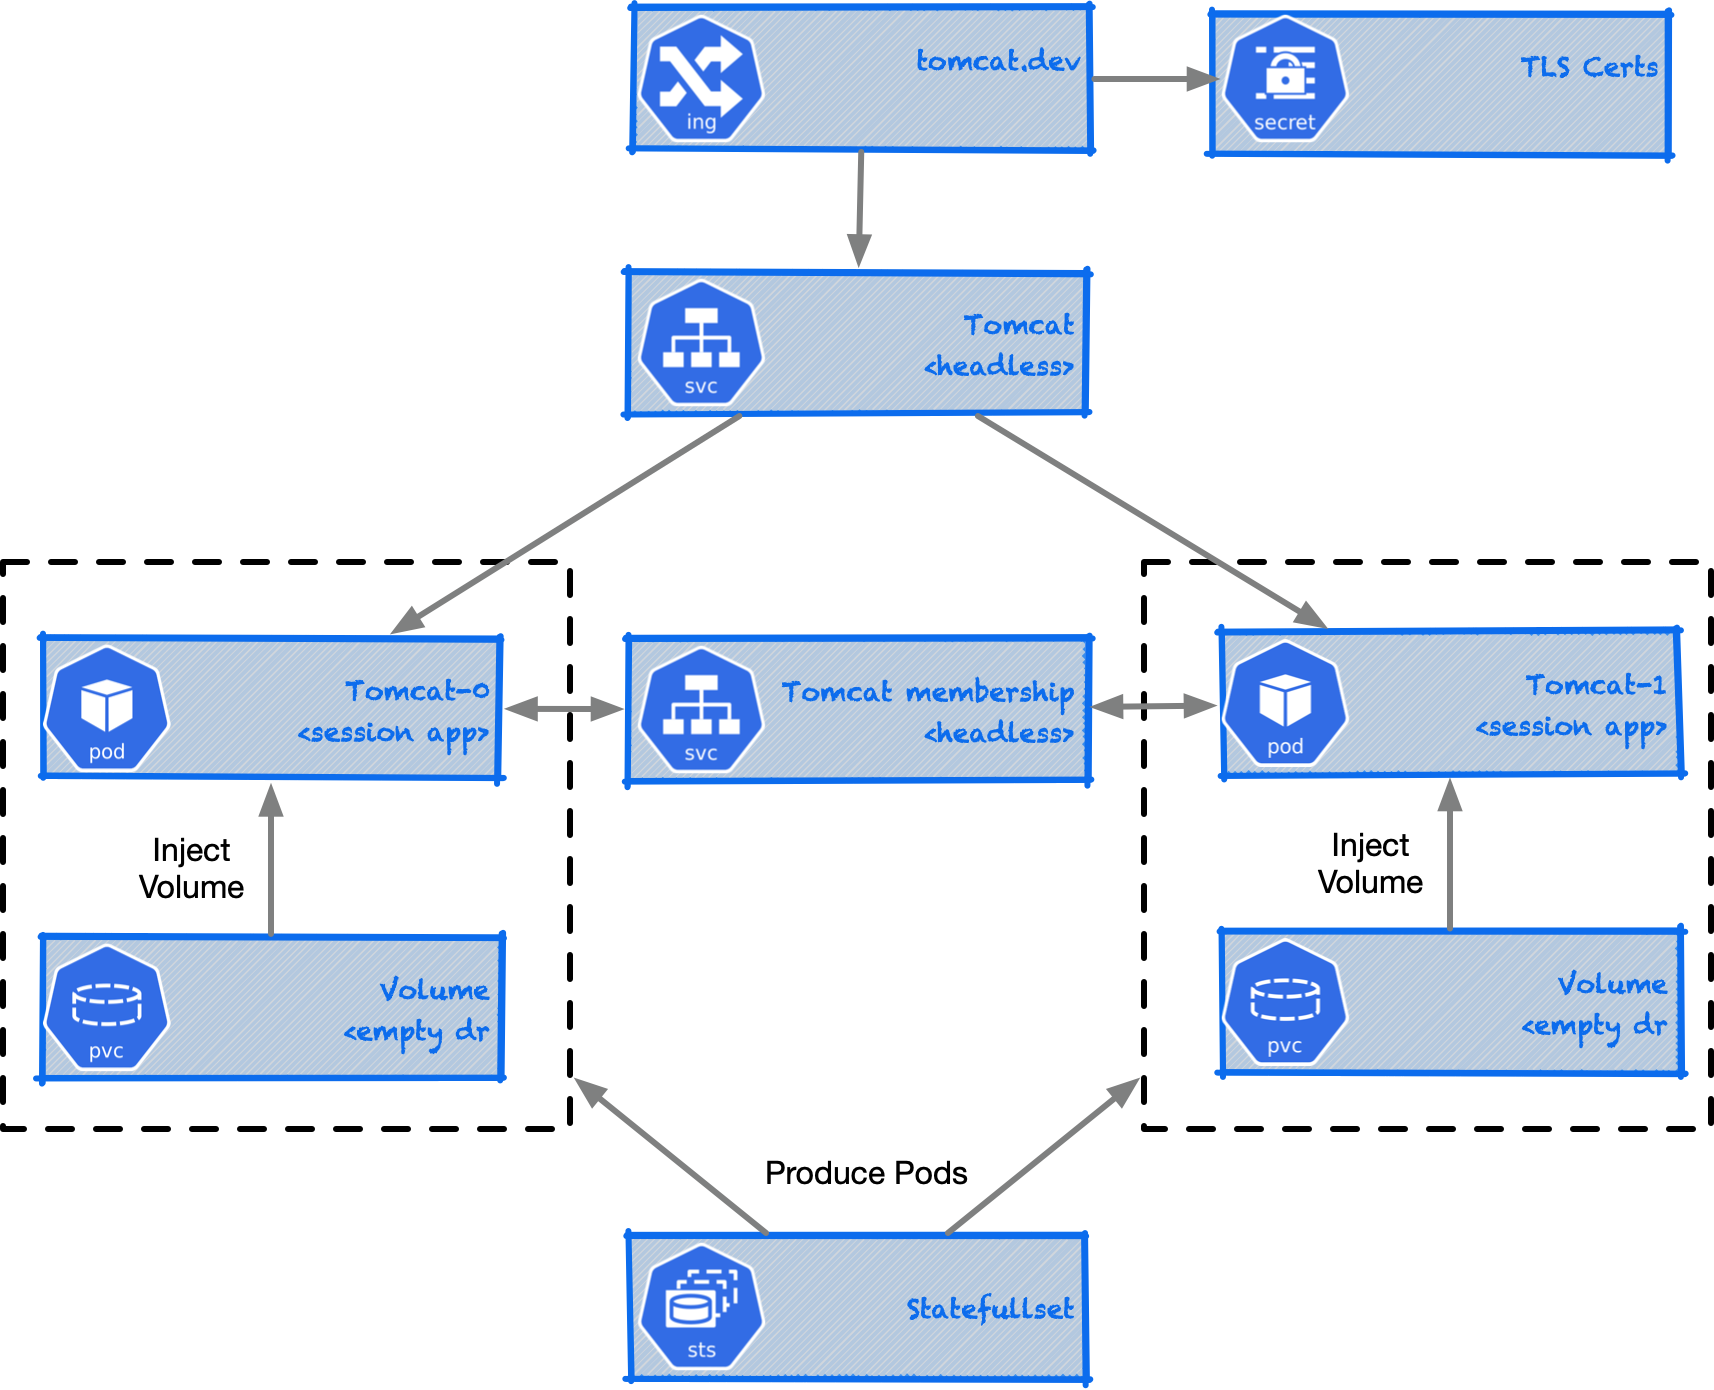 tomcat.dev
ing
TLS Certs
secret
Tomcat
<headless>
svc
Tomcat-0
<session app>
pod
Tomcat membership
<headless>
svc
Tomcat-1
<session app>
pod
Inject
Volume
Inject
Volume
Volume
<empty dr
pvc
Volume
<empty dr
pvc
Produce Pods
Statefullset
sts